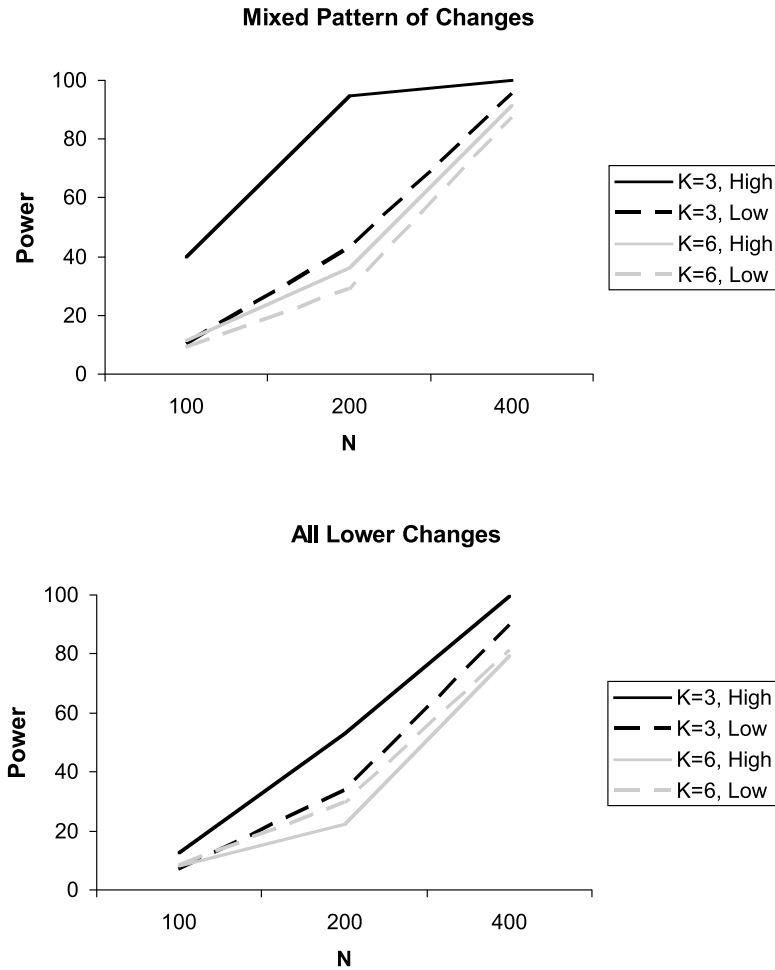 Mixed Pattern of Changes
100
80
60
40
20
0
Power
100
200
400
N
K=3, High
K=3, Low
K=6, High
K=6, Low
All Lower Changes
100
80
60
40
20
0
Power
100
200
400
N
K=3, High
K=3, Low
K=6, High
K=6, Low